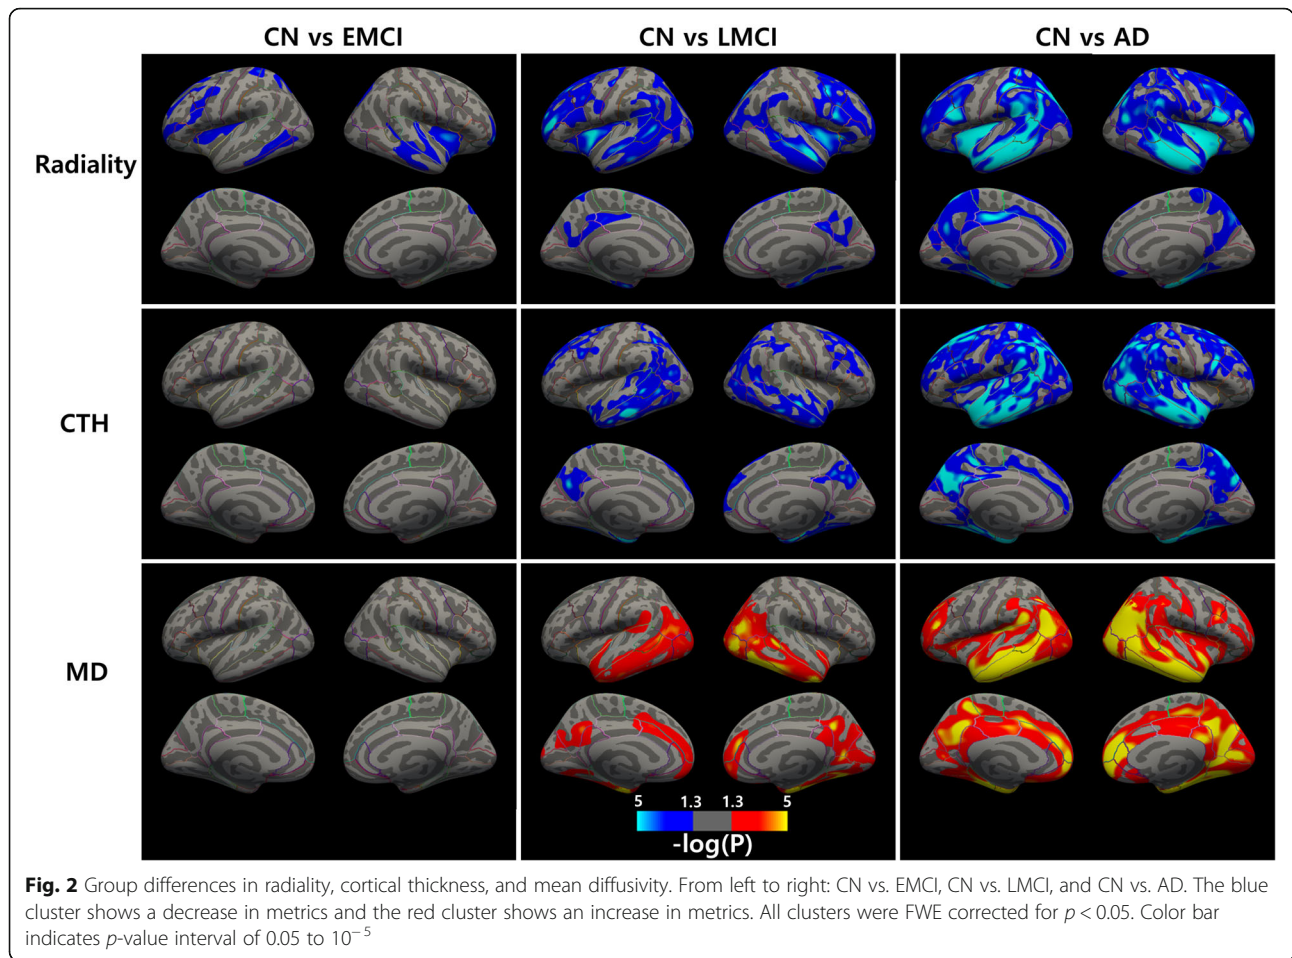 CN vs EMCI
CN vs LMCI
CN vs AD
Radiality
CTH
MD
5 1.3 1.3 5
-log(P)
Fig. 2 Group differences in radiality, cortical thickness, and mean diffusivity. From left to right: CN vs. EMCI, CN vs. LMCI, and CN vs. AD. The blue
cluster shows a decrease in metrics and the red cluster shows an increase in metrics. All clusters were FWE corrected for p < 0.05. Color bar
indicates p-value interval of 0.05 to 10⁻⁵